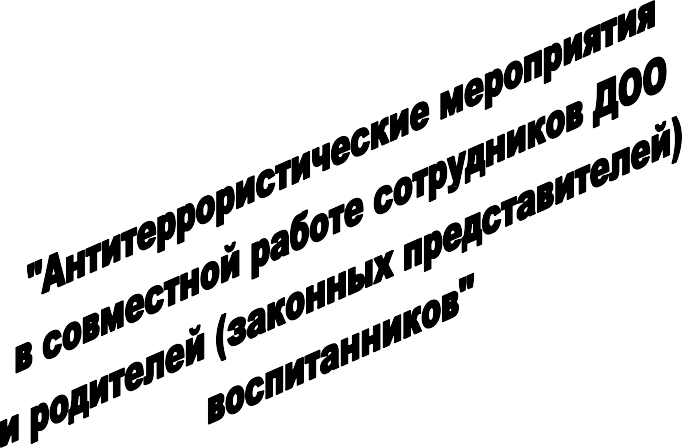 "Антитеррористические мероприятия
в совместной работе сотрудников ДОО
и родителей (законных представителей)
воспитанников"